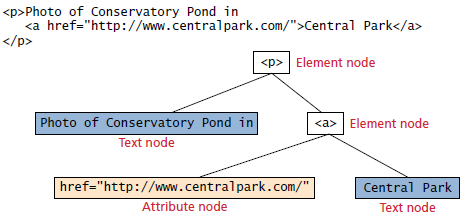 <p>Photo of Conservatory Pond in
<a href="http://www.centralpark.com/">Central Park</a>
</p>
<p> Element node
Photo of Conservatory Pond in
Text node
<a> Element node
href="http://www.centralpark.com/"
Attribute node
Central Park
Text node